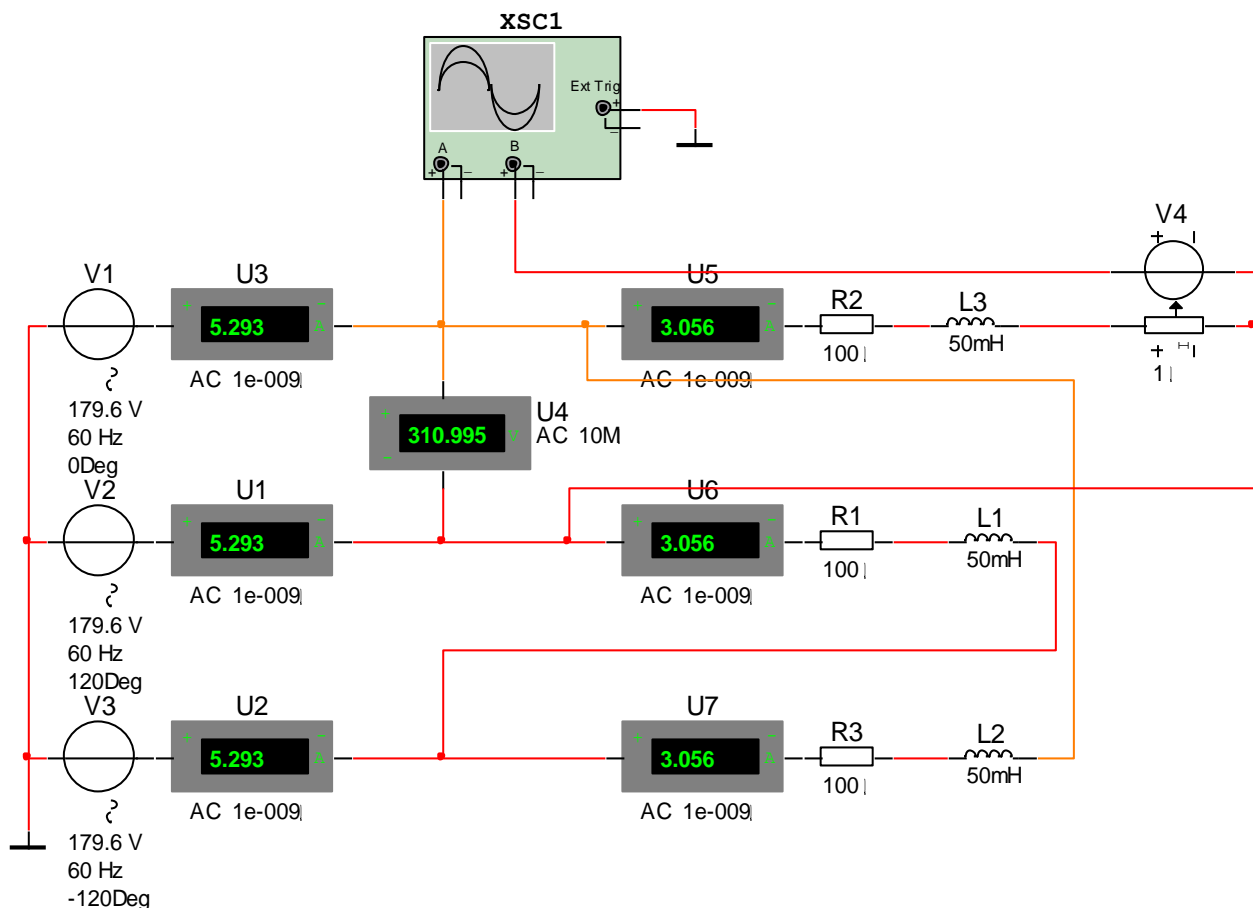 XSC1
Ext Trig
+
_
A
B
+
_
+
_
V4
+
V1
U3
U5
R2
L3
+
5.293
A
+
3.056
A
100
50mH
AC 1e-009
AC 1e-009
+
1
U4
+
310.995
V
AC 10M
179.6 V
60 Hz
0Deg
V2
U1
U6
R1
L1
+
5.293
A
+
3.056
A
100
50mH
AC 1e-009
AC 1e-009
179.6 V
60 Hz
120Deg
V3
U2
U7
R3
L2
+
5.293
A
+
3.056
A
100
50mH
AC 1e-009
AC 1e-009
179.6 V
60 Hz
-120Deg